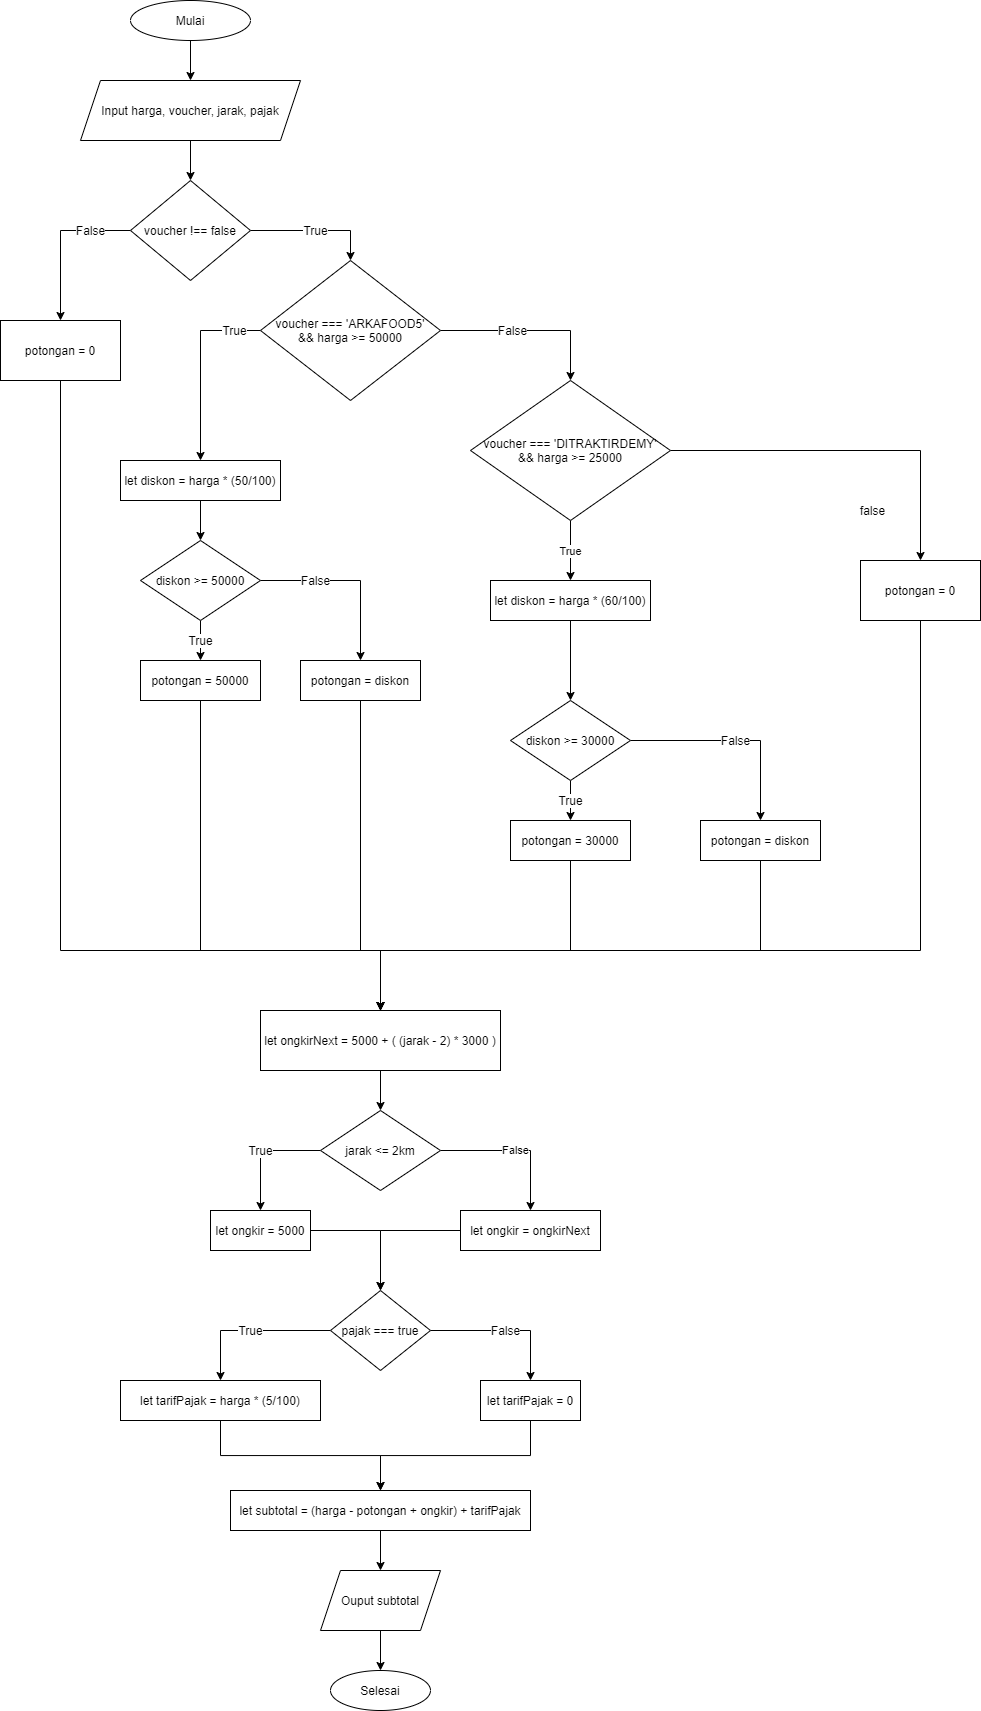 Mulai
Input harga, voucher, jarak, pajak
voucher !== false
False
True
voucher === 'ARKAFOOD5'
&& harga >= 50000
True
False
potongan = 0
voucher === 'DITRAKTIRDEMY'
&& harga >= 25000
let diskon = harga * (50/100)
false
True
diskon >= 50000
False
potongan = 0
let diskon = harga * (60/100)
True
potongan = 50000
potongan = diskon
diskon >= 30000
False
True
potongan = 30000
potongan = diskon
let ongkirNext = 5000 + ( (jarak - 2) * 3000 )
True
jarak <= 2km
False
let ongkir = 5000
let ongkir = ongkirNext
True
pajak === true
False
let tarifPajak = harga * (5/100)
let tarifPajak = 0
let subtotal = (harga - potongan + ongkir) + tarifPajak
Ouput subtotal
Selesai